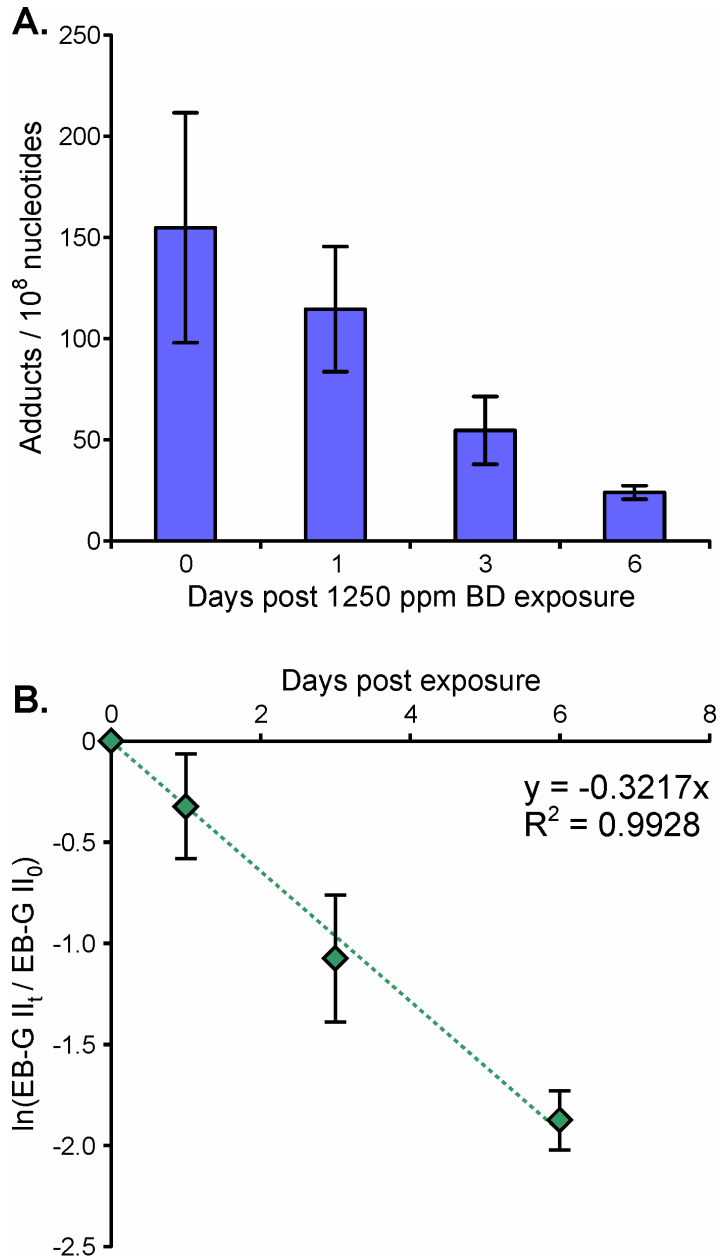 A.
Adducts / 10⁸ nucleotides
250
200
150
100
50
0
0 1 3 6
Days post 1250 ppm BD exposure
B.
Days post exposure
0 2 4 6 8
ln(EB-G IIₜ / EB-G II₀)
0
-0.5
-1.0
-1.5
-2.0
-2.5
y = -0.3217x
R² = 0.9928